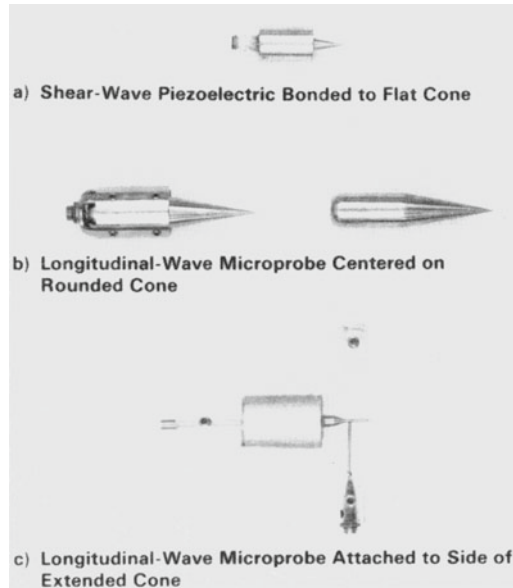 a) Shear-Wave Piezoelectric Bonded to Flat Cone
b) Longitudinal-Wave Microprobe Centered on
Rounded Cone
c) Longitudinal-Wave Microprobe Attached to Side of
Extended Cone